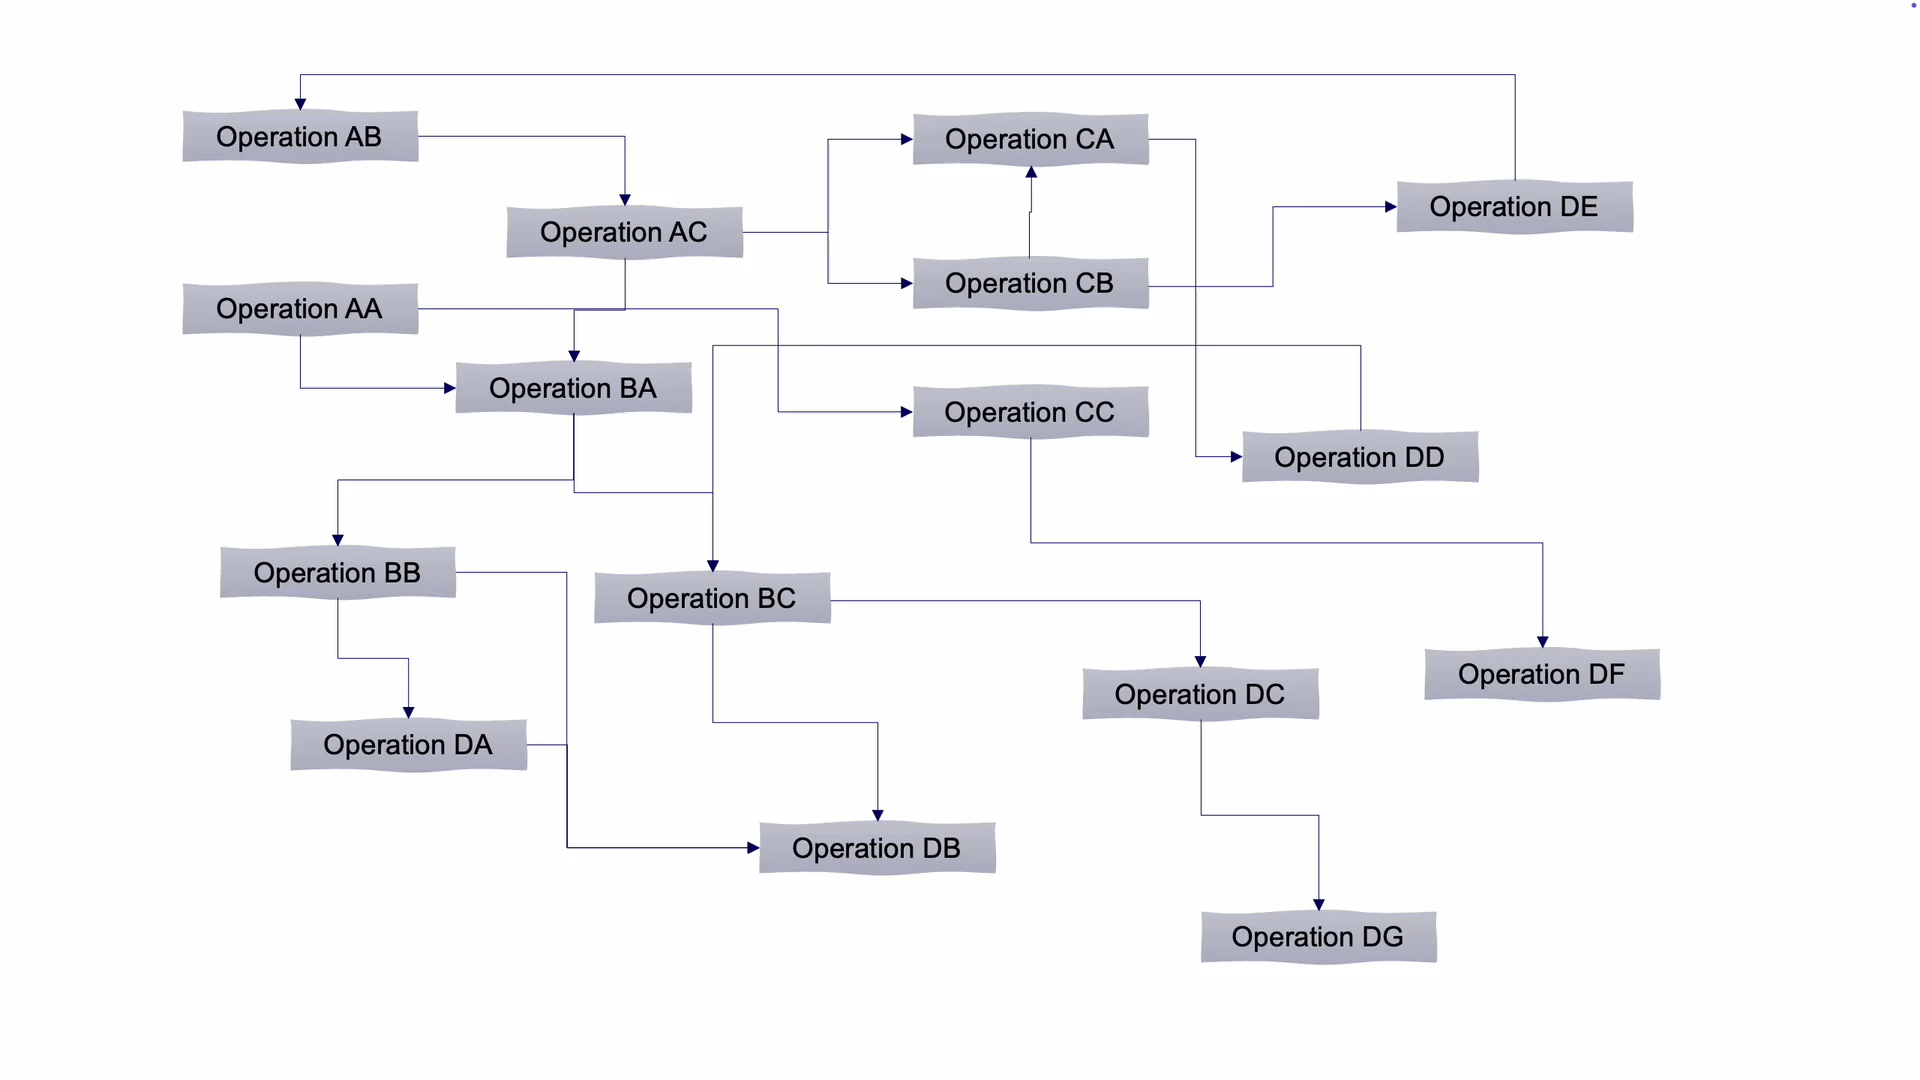 Operation AB
Operation CA
Operation DE
Operation AC
Operation CB
Operation AA
Operation BA
Operation CC
Operation DD
Operation BB
Operation BC
Operation DF
Operation DC
Operation DA
Operation DB
Operation DG